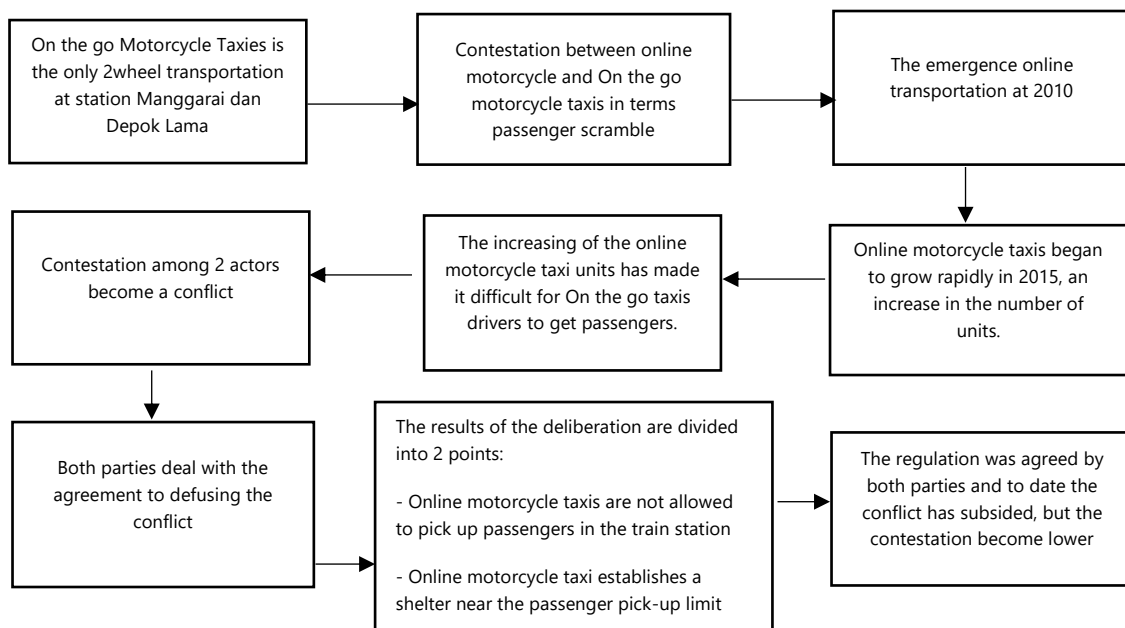 On the go Motorcycle Taxies is
the only 2wheel transportation
at station Manggarai dan
Depok Lama
Contestation between online
motorcycle and On the go
motorcycle taxis in terms
passenger scramble
The emergence online
transportation at 2010
Online motorcycle taxis began
to grow rapidly in 2015, an
increase in the number of
units.
The increasing of the online
motorcycle taxi units has made
it difficult for On the go taxis
drivers to get passengers.
Contestation among 2 actors
become a conflict
Both parties deal with the
agreement to defusing the
conflict
The results of the deliberation are divided
into 2 points:
- Online motorcycle taxis are not allowed
to pick up passengers in the train station
- Online motorcycle taxi establishes a
shelter near the passenger pick-up limit
The regulation was agreed by
both parties and to date the
conflict has subsided, but the
contestation become lower